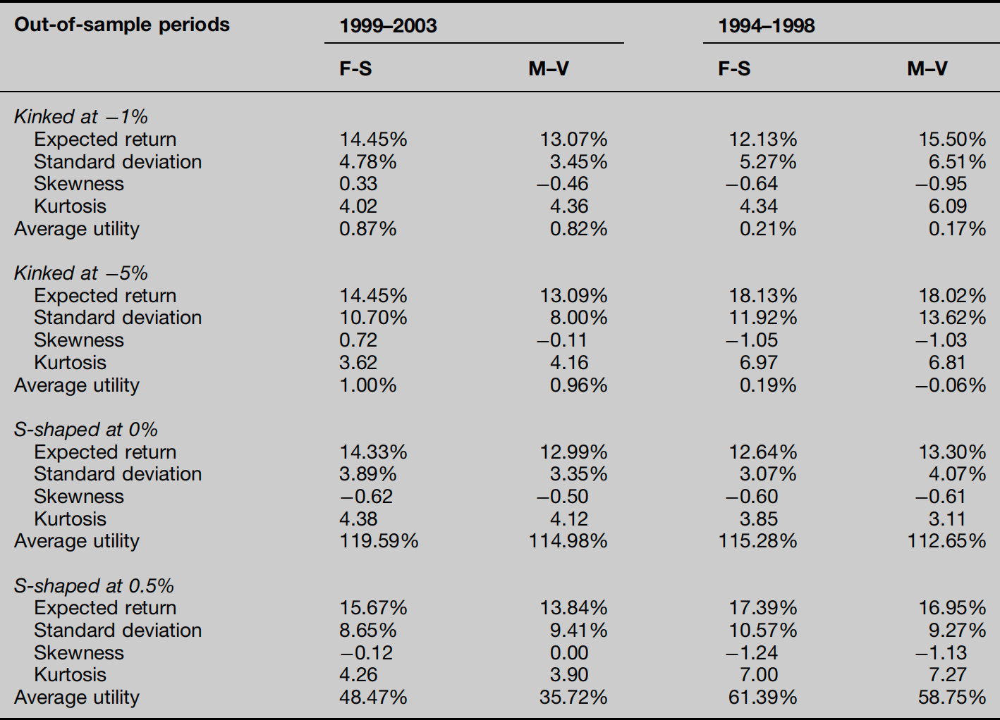 Out-of-sample periods 1999–2003 1994–1998
F-S M–V F-S M–V
Kinked at −1%
Expected return 14.45% 13.07% 12.13% 15.50%
Standard deviation 4.78% 3.45% 5.27% 6.51%
Skewness 0.33 −0.46 −0.64 −0.95
Kurtosis 4.02 4.36 4.34 6.09
Average utility 0.87% 0.82% 0.21% 0.17%
Kinked at −5%
Expected return 14.45% 13.09% 18.13% 18.02%
Standard deviation 10.70% 8.00% 11.92% 13.62%
Skewness 0.72 −0.11 −1.05 −1.03
Kurtosis 3.62 4.16 6.97 6.81
Average utility 1.00% 0.96% 0.19% −0.06%
S-shaped at 0%
Expected return 14.33% 12.99% 12.64% 13.30%
Standard deviation 3.89% 3.35% 3.07% 4.07%
Skewness −0.62 −0.50 −0.60 −0.61
Kurtosis 4.38 4.12 3.85 3.11
Average utility 119.59% 114.98% 115.28% 112.65%
S-shaped at 0.5%
Expected return 15.67% 13.84% 17.39% 16.95%
Standard deviation 8.65% 9.41% 10.57% 9.27%
Skewness −0.12 0.00 −1.24 −1.13
Kurtosis 4.26 3.90 7.00 7.27
Average utility 48.47% 35.72% 61.39% 58.75%